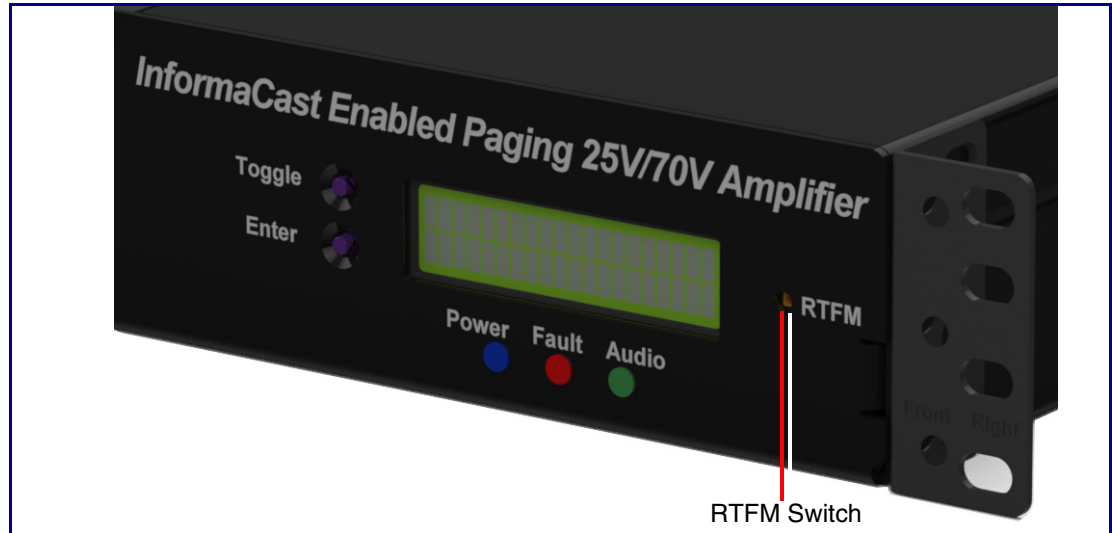 InformaCast Enabled Paging 25V/70V Amplifier
Toggle
Enter
RTFM
Power Fault Audio
Front Right
RTFM Switch